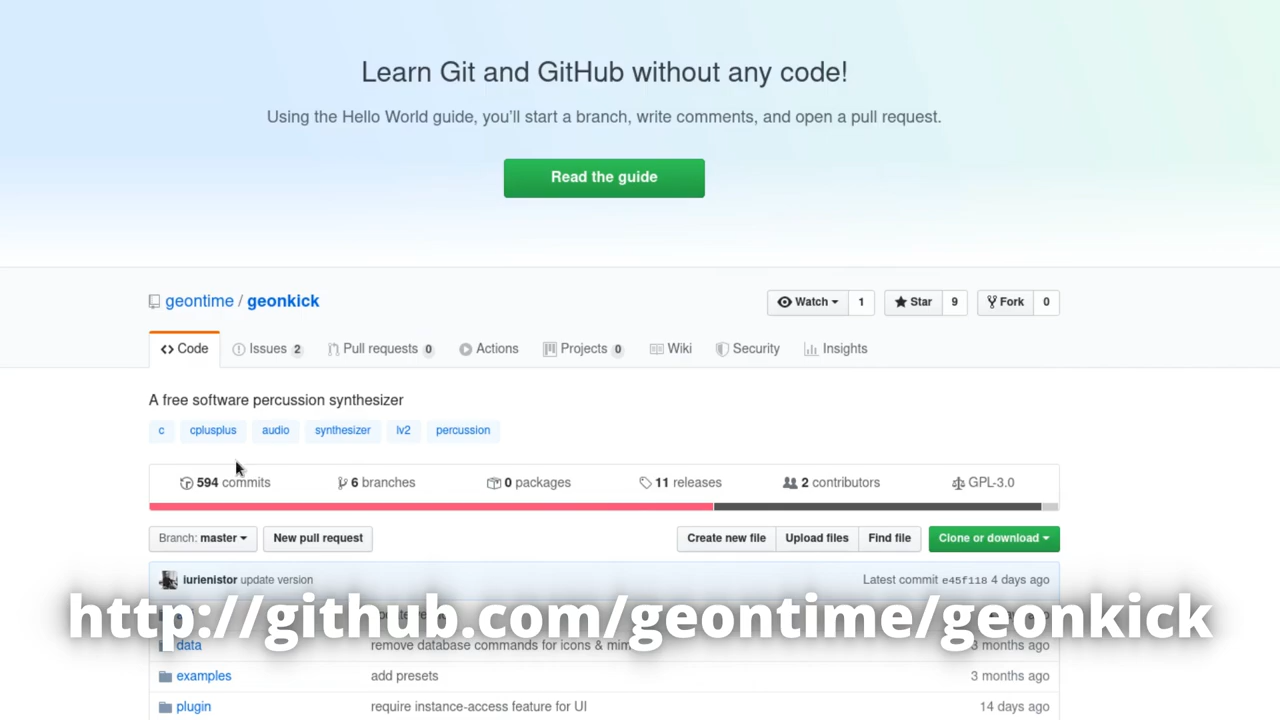 Learn Git and GitHub without any code!
Using the Hello World guide, you'll start a branch, write comments, and open a pull request.
Read the guide
geontime / geonkick
Watch 1 Star 9 Fork 0
Code Issues 2 Pull requests 0 Actions Projects 0 Wiki Security Insights
A free software percussion synthesizer
c cplusplus audio synthesizer lv2 percussion
594 commits 6 branches 0 packages 11 releases 2 contributors GPL-3.0
Branch: master New pull request Create new file Upload files Find file Clone or download
iurienistor update version Latest commit e45f118 4 days ago
http://github.com/geontime/geonkick
data remove database commands for icons & 3 months ago
examples add presets 3 months ago
plugin require instance-access feature for UI 14 days ago